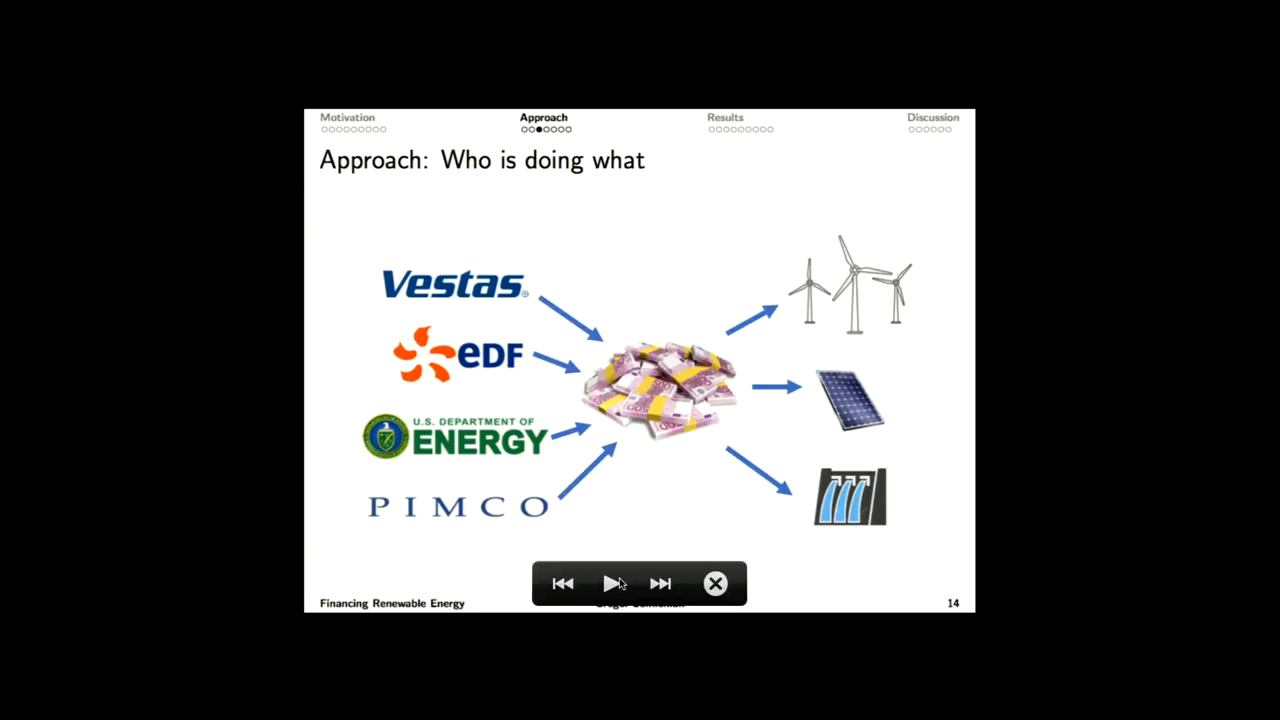 Motivation
Approach
Results
Discussion
Approach: Who is doing what
Vestas®
eDF
U.S. DEPARTMENT OF
ENERGY
PIMCO
Financing Renewable Energy
14